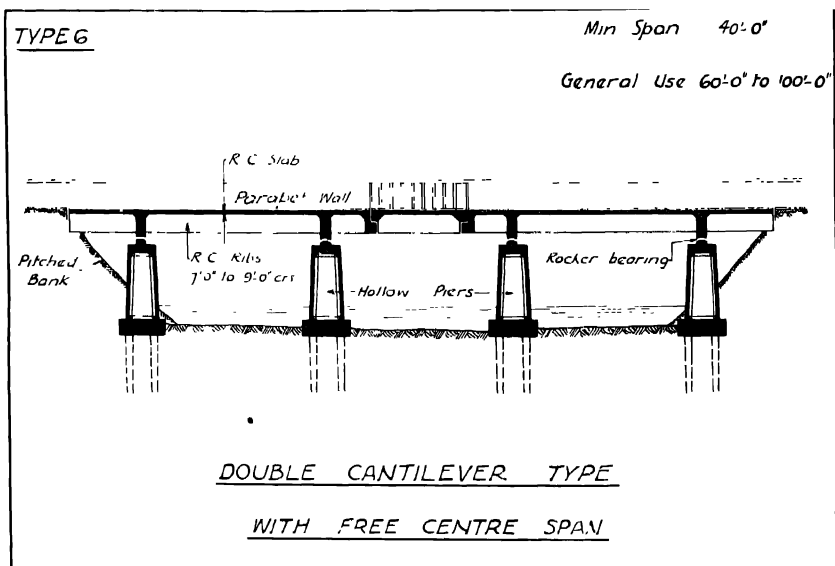 TYPE 6
Min Span 40'-0"
General Use 60'-0" to 100'-0"
R C Slab
Parapet Wall
Pitched Bank
R C Ribs
7'0" to 9'0" crs
Rocker bearing
Hollow Piers
DOUBLE CANTILEVER TYPE
WITH FREE CENTRE SPAN